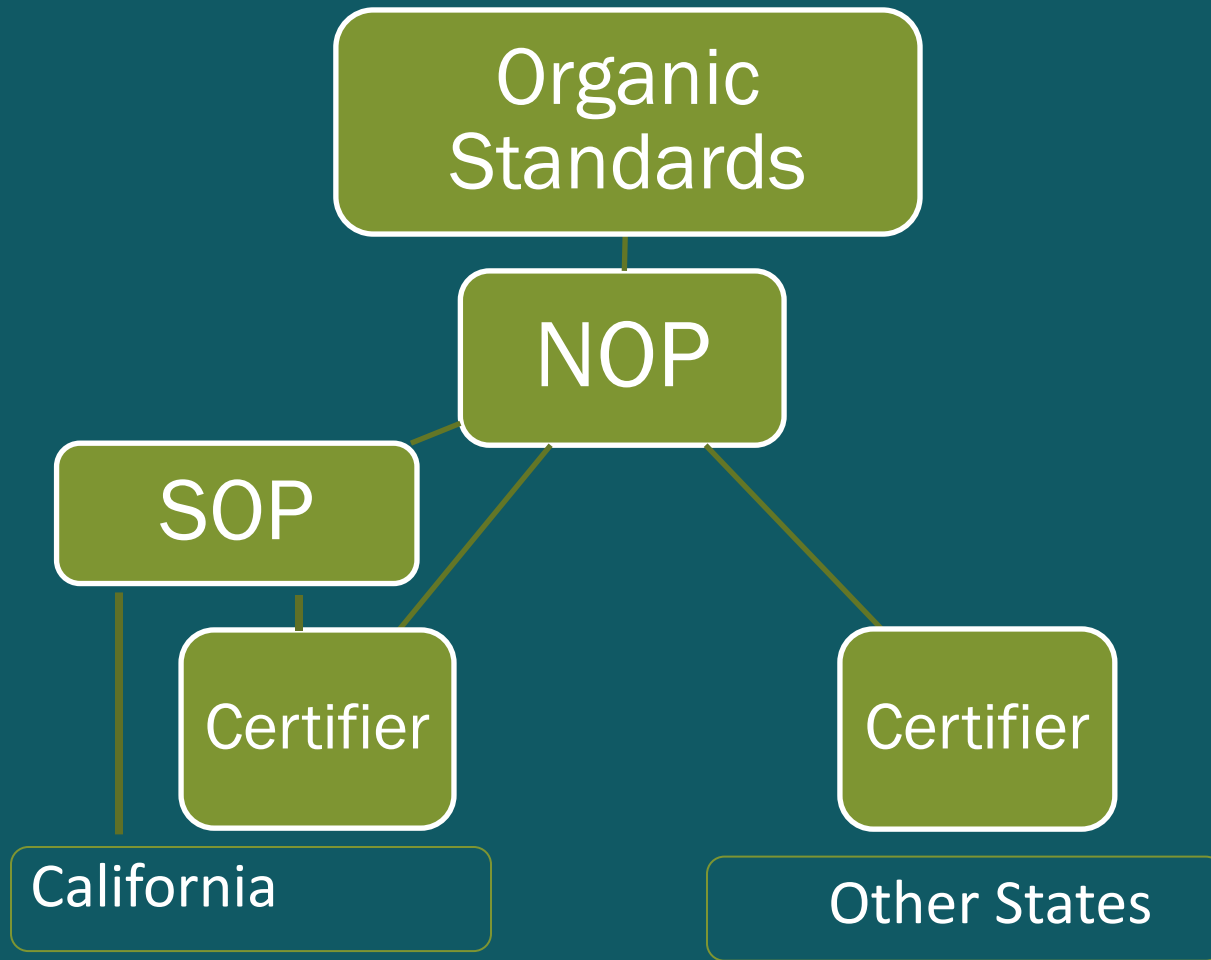 Organic
Standards
NOP
SOP
Certifier
Certifier
California
Other States